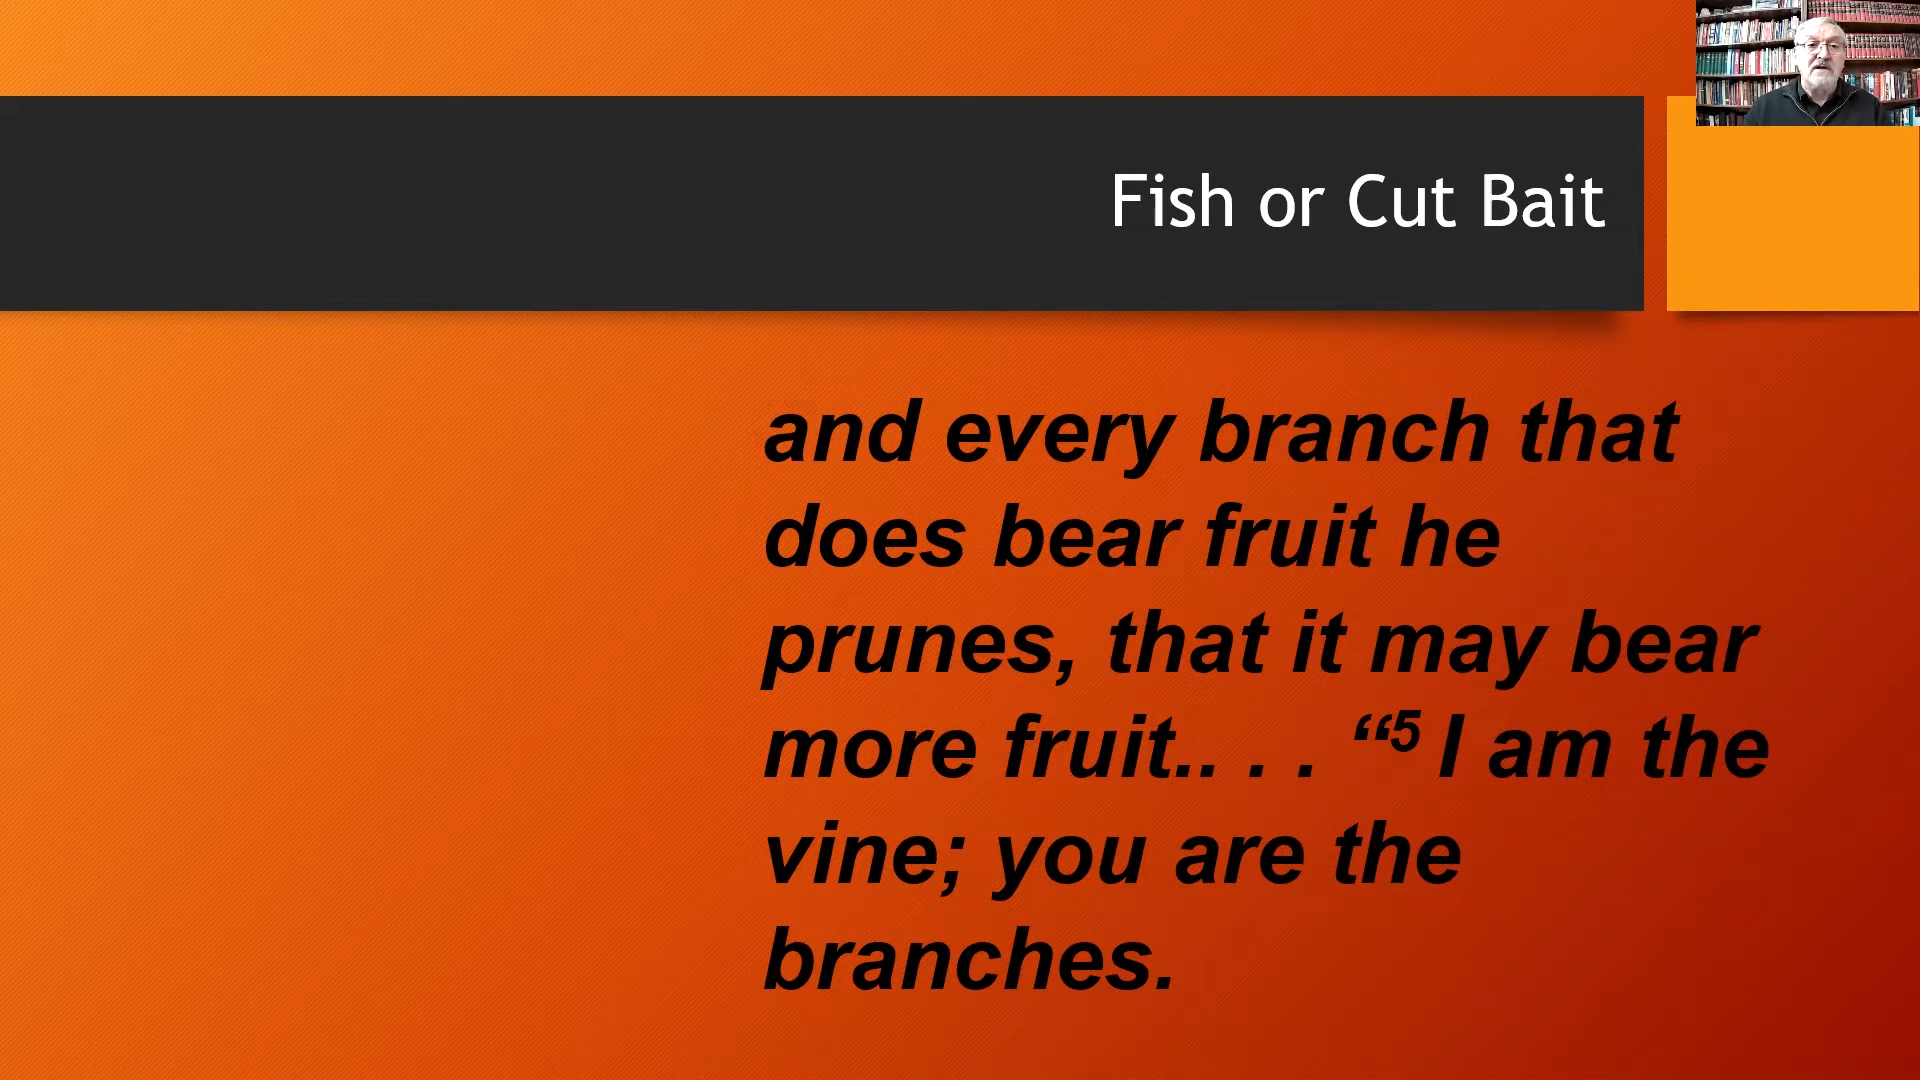 Fish or Cut Bait
and every branch that
does bear fruit he
prunes, that it may bear
more fruit.. . . “⁵ I am the
vine; you are the
branches.